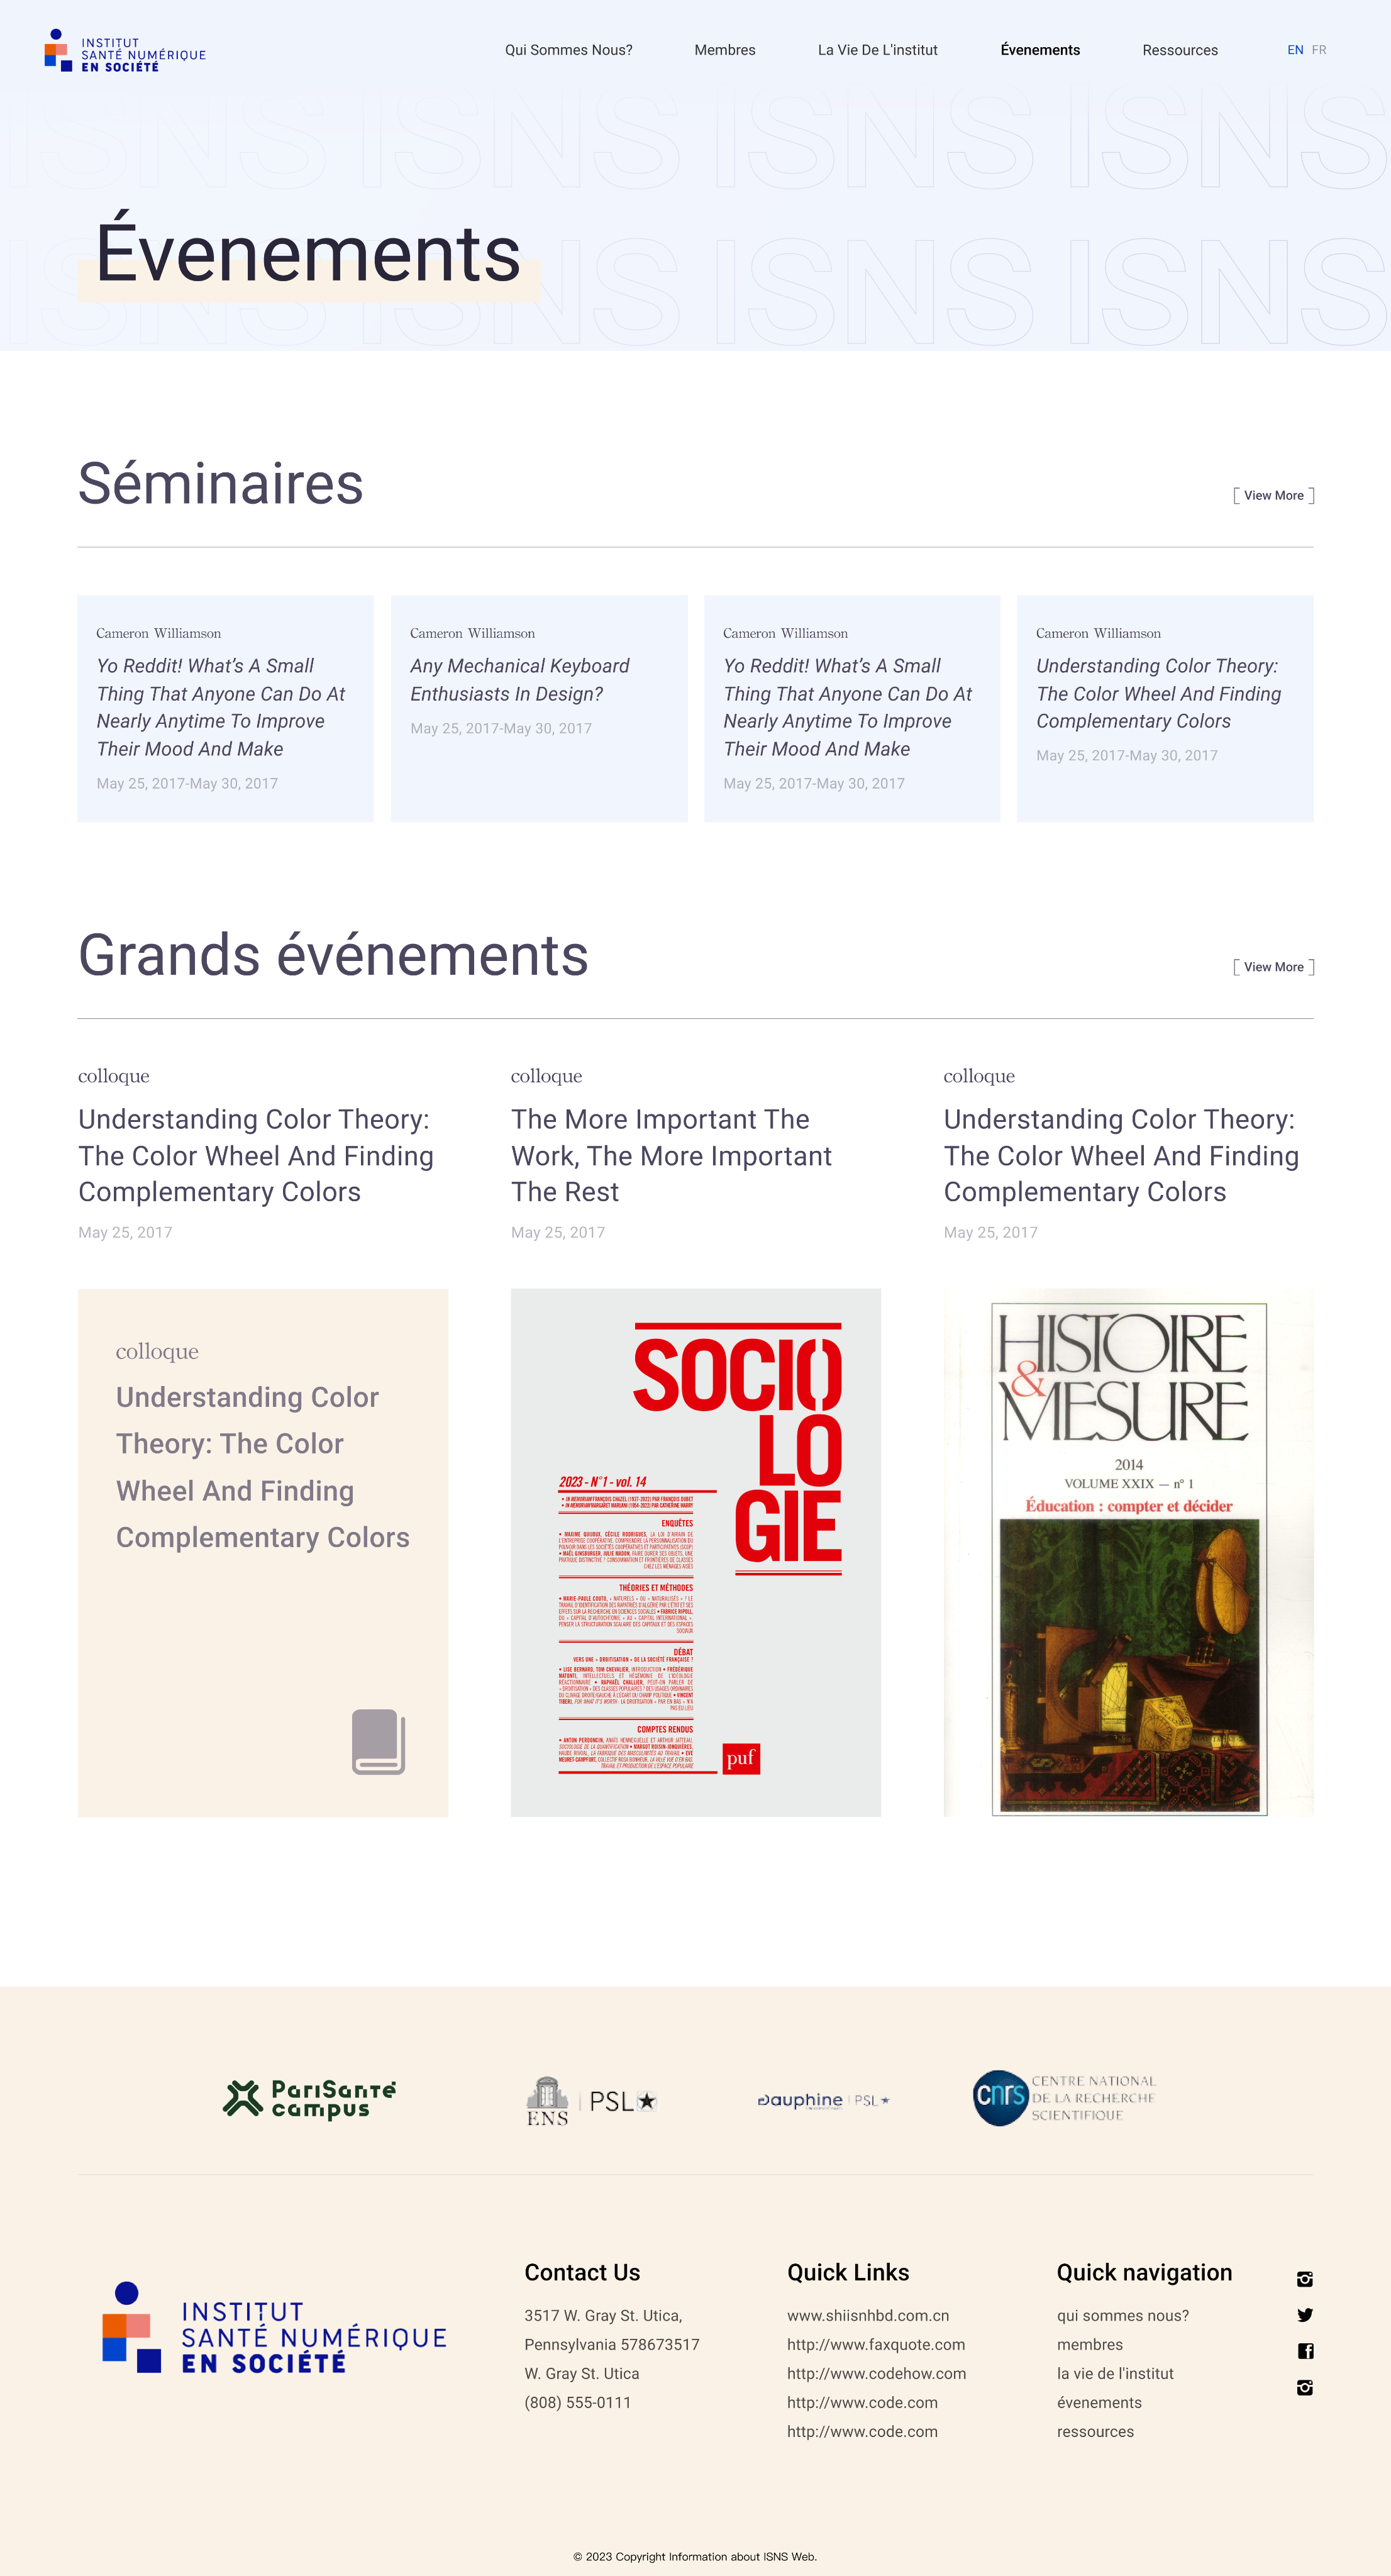 INSTITUT
SANTÉ NUMÉRIQUE
EN SOCIÉTÉ
Qui Sommes Nous?
Membres
La Vie De L'institut
Évenements
Ressources
EN FR
ISNS ISNS ISNS ISNS
ISNS ISNS ISNS ISNS
Évenements
Séminaires
View More
Cameron Williamson
Yo Reddit! What's A Small
Thing That Anyone Can Do At
Nearly Anytime To Improve
Their Mood And Make
May 25, 2017-May 30, 2017
Cameron Williamson
Any Mechanical Keyboard
Enthusiasts In Design?
May 25, 2017-May 30, 2017
Cameron Williamson
Yo Reddit! What's A Small
Thing That Anyone Can Do At
Nearly Anytime To Improve
Their Mood And Make
May 25, 2017-May 30, 2017
Cameron Williamson
Understanding Color Theory:
The Color Wheel And Finding
Complementary Colors
May 25, 2017-May 30, 2017
Grands événements
View More
colloque
Understanding Color Theory:
The Color Wheel And Finding
Complementary Colors
May 25, 2017
colloque
The More Important The
Work, The More Important
The Rest
May 25, 2017
colloque
Understanding Color Theory:
The Color Wheel And Finding
Complementary Colors
May 25, 2017
colloque
Understanding Color
Theory: The Color
Wheel And Finding
Complementary Colors
SOCIO
LO
GIE
2023 - N°1 - vol. 14
ENQUÊTES
THÉORIES ET MÉTHODES
DÉBAT
VERS UNE « DROITISATION » DE LA SOCIÉTÉ FRANÇAISE ?
COMPTES RENDUS
puf
HISTOIRE
&
MESURE
2014
VOLUME XXIX — n° 1
Éducation : compter et décider
PariSanté
campus
ENS
PSL
Dauphine | PSL
cnrs
CENTRE NATIONAL
DE LA RECHERCHE
SCIENTIFIQUE
INSTITUT
SANTÉ NUMÉRIQUE
EN SOCIÉTÉ
Contact Us
3517 W. Gray St. Utica,
Pennsylvania 578673517
W. Gray St. Utica
(808) 555-0111
Quick Links
www.shiisnhbd.com.cn
http://www.faxquote.com
http://www.codehow.com
http://www.code.com
http://www.code.com
Quick navigation
qui sommes nous?
membres
la vie de l'institut
évenements
ressources
© 2023 Copyright Information about ISNS Web.